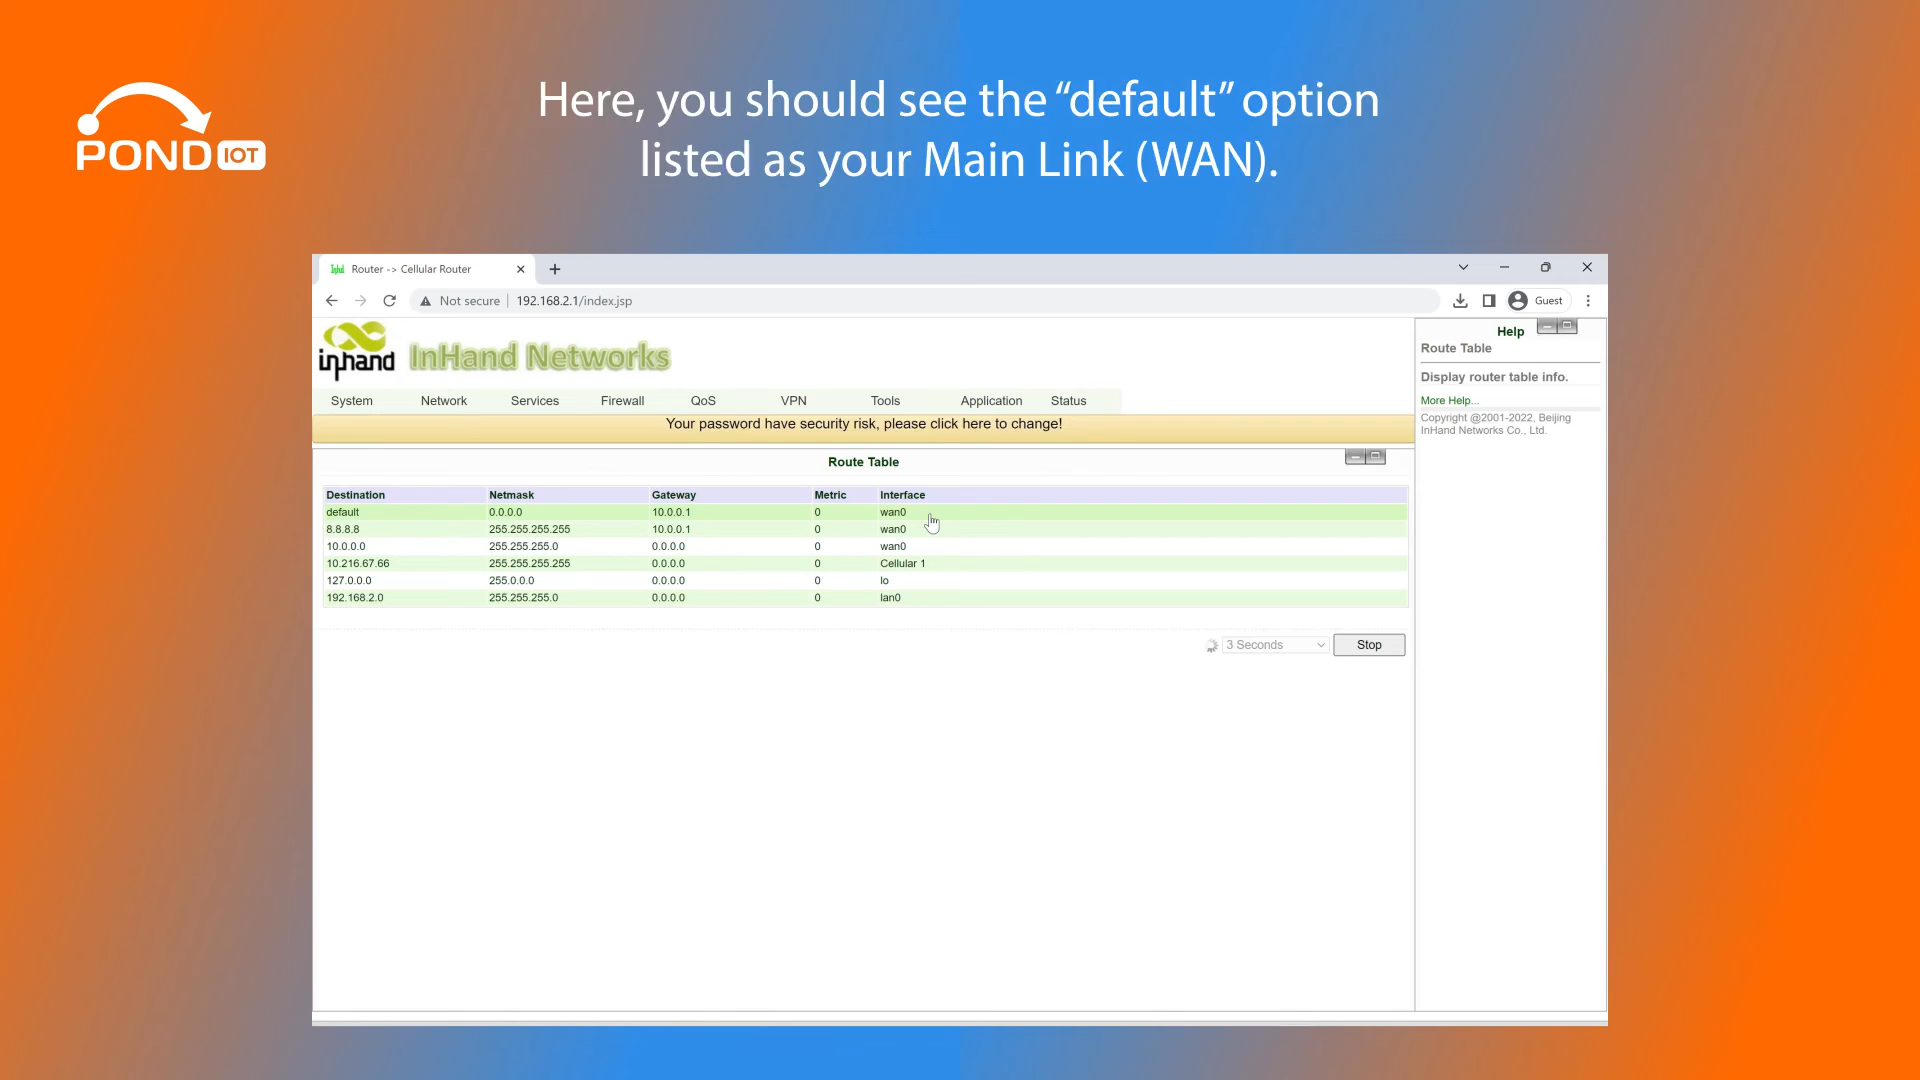 Here, you should see the “default” option
listed as your Main Link (WAN).
POND IOT
Router -> Cellular Router
Not secure 192.168.2.1/index.jsp
Guest
inhand InHand Networks
System Network Services Firewall QoS VPN Tools Application Status
Your password have security risk, please click here to change!
Route Table
Destination Netmask Gateway Metric Interface
default 0.0.0.0 10.0.0.1 0 wan0
8.8.8.8 255.255.255.255 10.0.0.1 0 wan0
10.0.0.0 255.255.255.0 0.0.0.0 0 wan0
10.216.67.66 255.255.255.255 0.0.0.0 0 Cellular 1
127.0.0.0 255.0.0.0 0.0.0.0 0 lo
192.168.2.0 255.255.255.0 0.0.0.0 0 lan0
3 Seconds Stop
Help
Route Table
Display router table info.
More Help...
Copyright @2001-2022, Beijing
InHand Networks Co., Ltd.